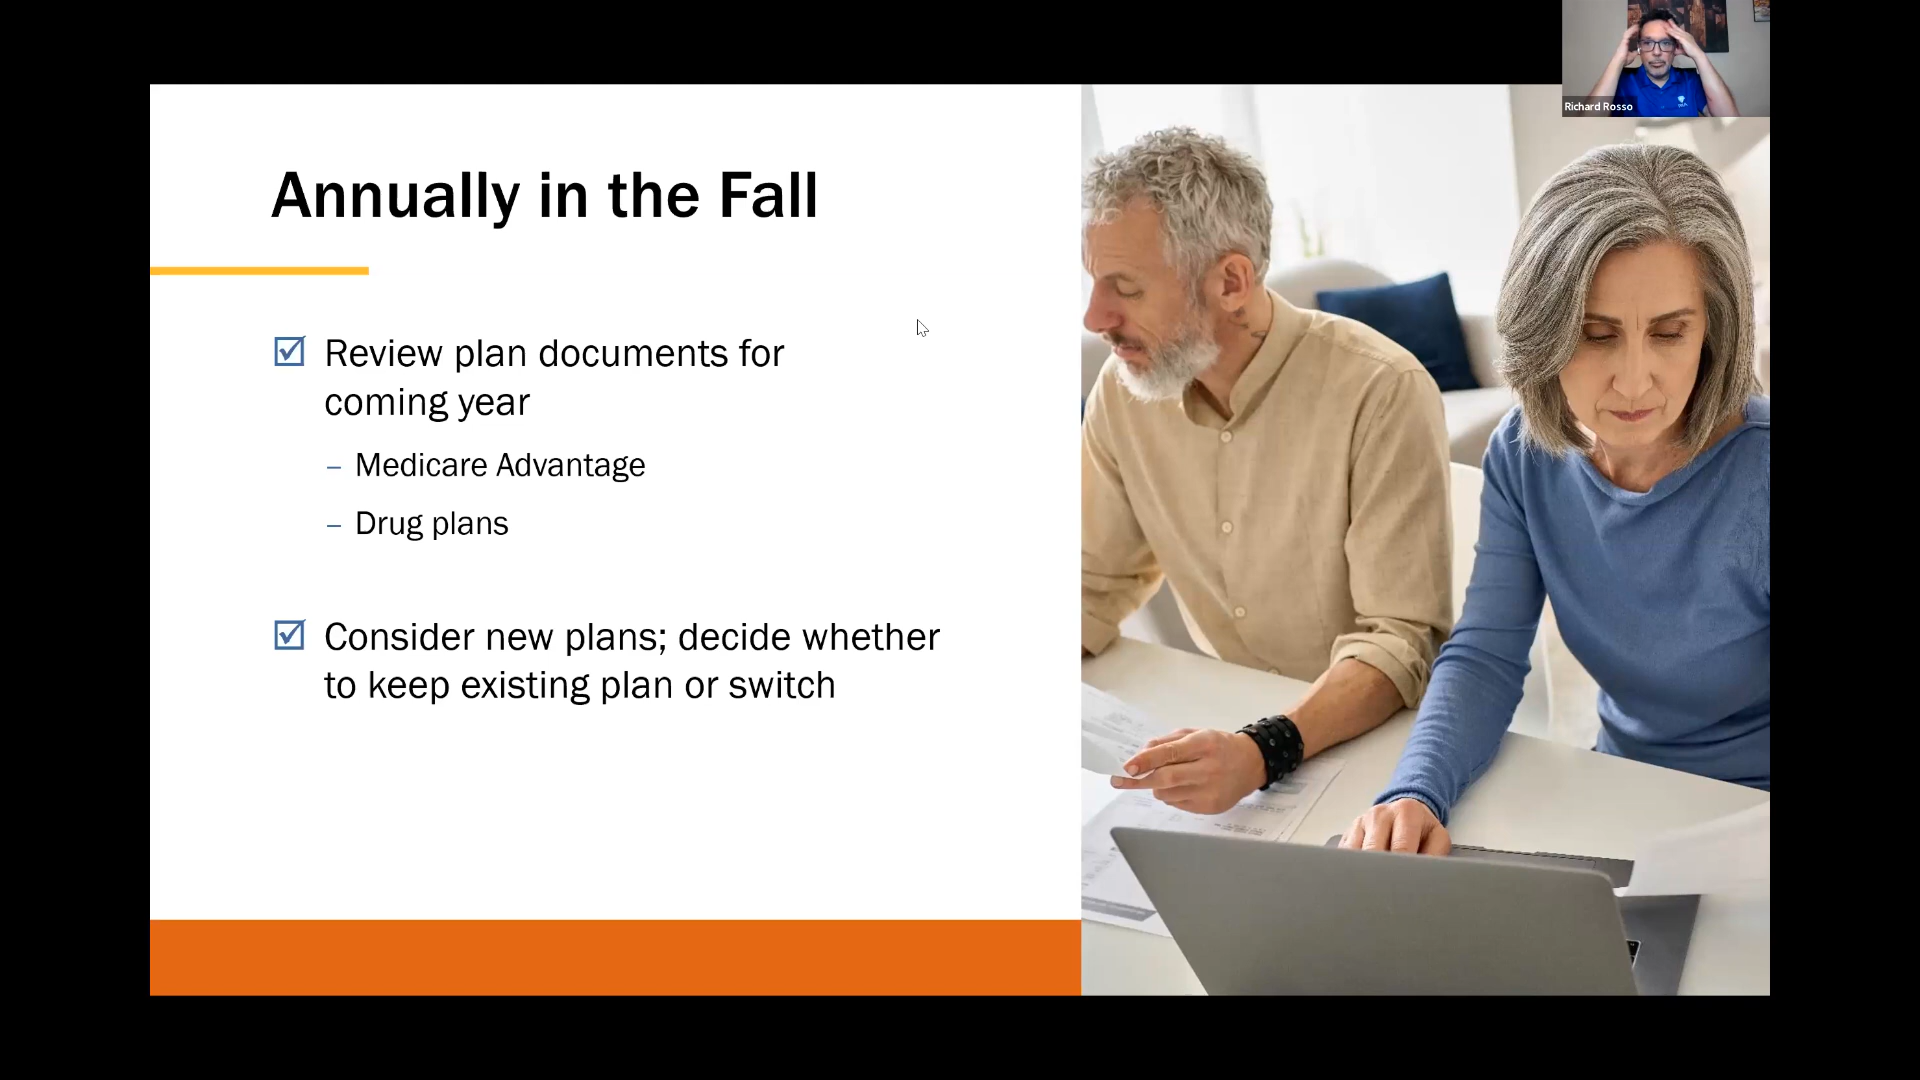 Richard Rosso
Annually in the Fall
Review plan documents for
coming year
– Medicare Advantage
– Drug plans
Consider new plans; decide whether
to keep existing plan or switch